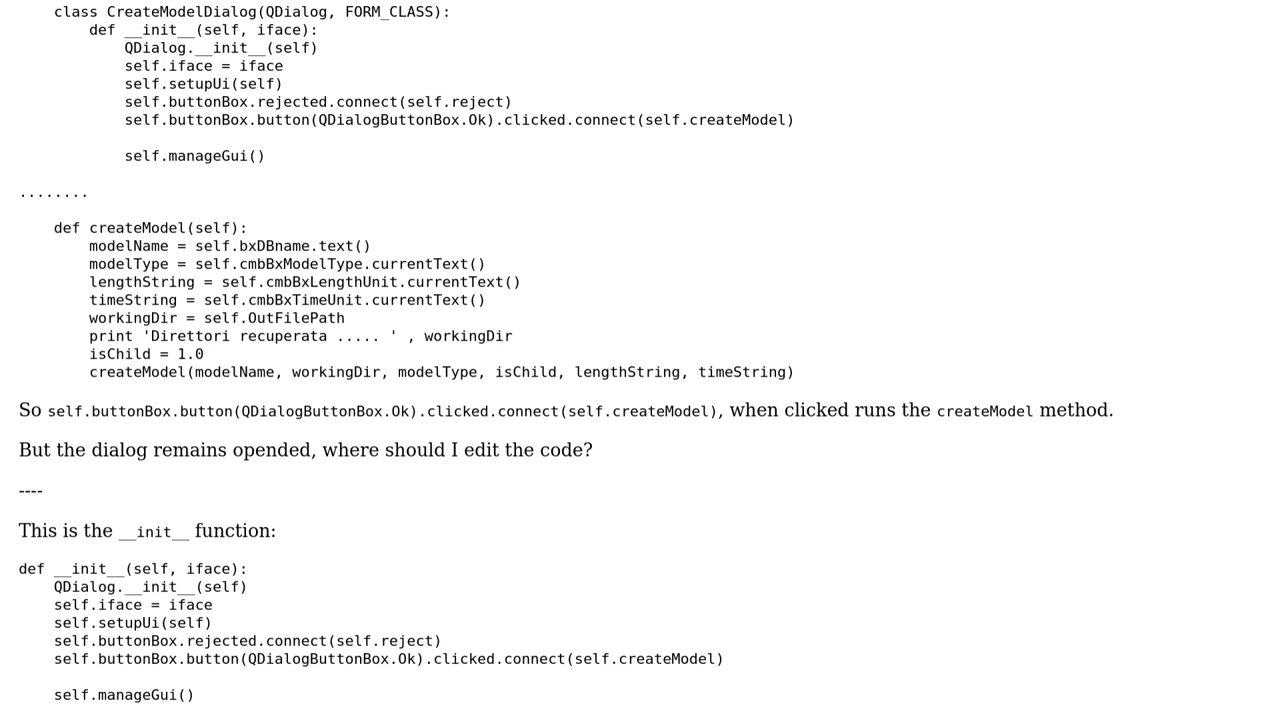 class CreateModelDialog(QDialog, FORM_CLASS):
        def __init__(self, iface):
            QDialog.__init__(self)
            self.iface = iface
            self.setupUi(self)
            self.buttonBox.rejected.connect(self.reject)
            self.buttonBox.button(QDialogButtonBox.Ok).clicked.connect(self.createModel)

            self.manageGui()

........

    def createModel(self):
        modelName = self.bxDBname.text()
        modelType = self.cmbBxModelType.currentText()
        lengthString = self.cmbBxLengthUnit.currentText()
        timeString = self.cmbBxTimeUnit.currentText()
        workingDir = self.OutFilePath
        print 'Direttori recuperata ..... ' , workingDir
        isChild = 1.0
        createModel(modelName, workingDir, modelType, isChild, lengthString, timeString)

So self.buttonBox.button(QDialogButtonBox.Ok).clicked.connect(self.createModel), when clicked runs the createModel method.

But the dialog remains opended, where should I edit the code?

----

This is the __init__ function:

def __init__(self, iface):
    QDialog.__init__(self)
    self.iface = iface
    self.setupUi(self)
    self.buttonBox.rejected.connect(self.reject)
    self.buttonBox.button(QDialogButtonBox.Ok).clicked.connect(self.createModel)

    self.manageGui()